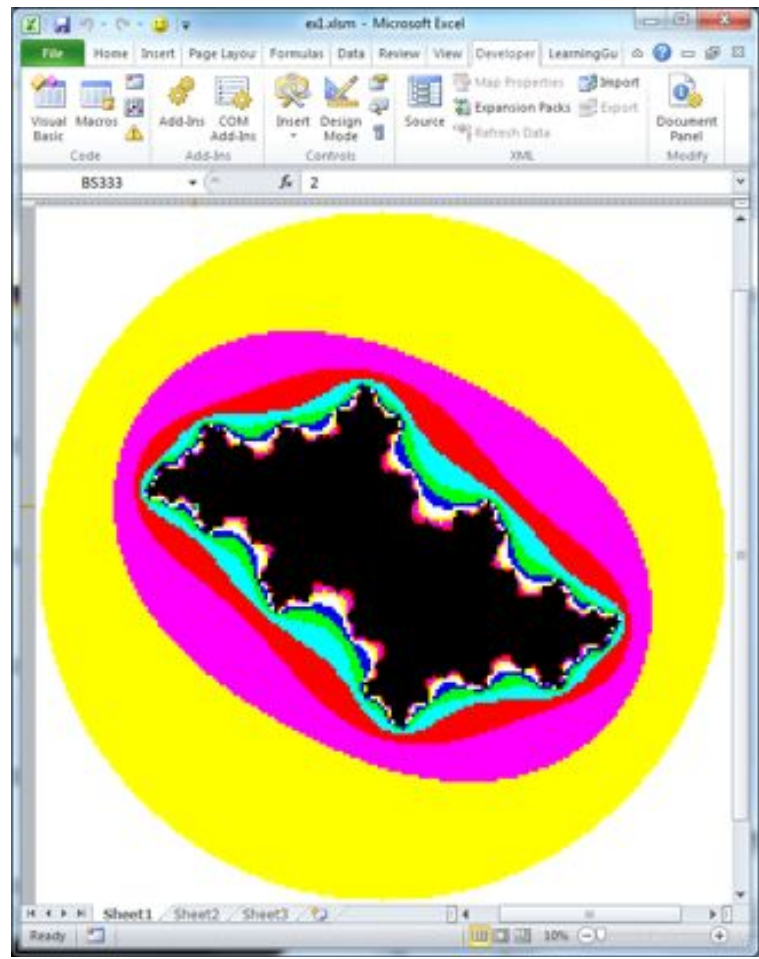 ex1.xlsm - Microsoft Excel
File Home Insert Page Layou Formulas Data Review View Developer LearningGu
Visual Basic Macros Add-Ins COM Add-Ins Insert Design Mode Source Map Properties Import Document Panel
Expansion Packs Export
Refresh Data
Code Add-Ins Controls XML Modify
BS333 fx 2
Sheet1 Sheet2 Sheet3
Ready 10%